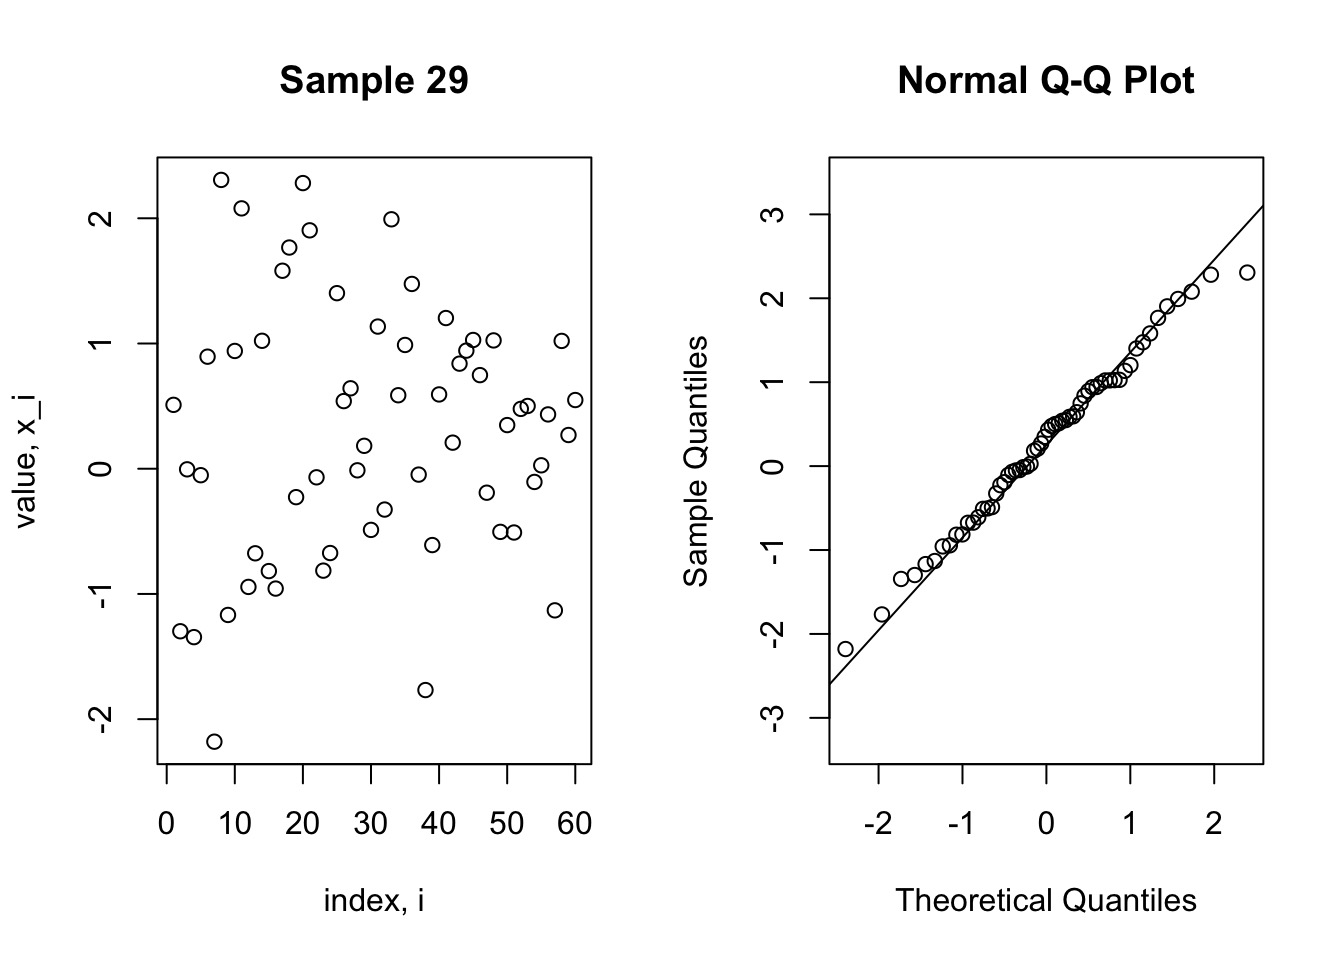 Sample 29
value, x_i
2
1
0
-1
-2
0 10 20 30 40 50 60
index, i
Normal Q-Q Plot
Sample Quantiles
3
2
1
0
-1
-2
-3
-2 -1 0 1 2
Theoretical Quantiles